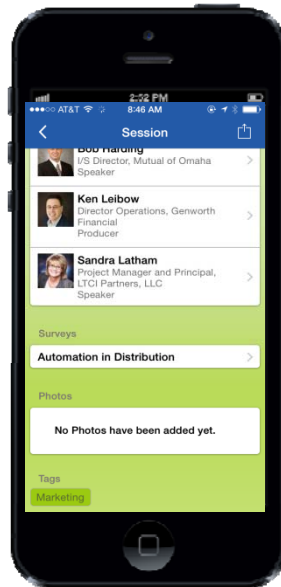 2:02 PM
AT&T 8:46 AM
Session
Bob Harding
I/S Director, Mutual of Omaha
Speaker
Ken Leibow
Director Operations, Genworth
Financial
Producer
Sandra Latham
Project Manager and Principal,
LTCI Partners, LLC
Speaker
Surveys
Automation in Distribution
Photos
No Photos have been added yet.
Tags
Marketing